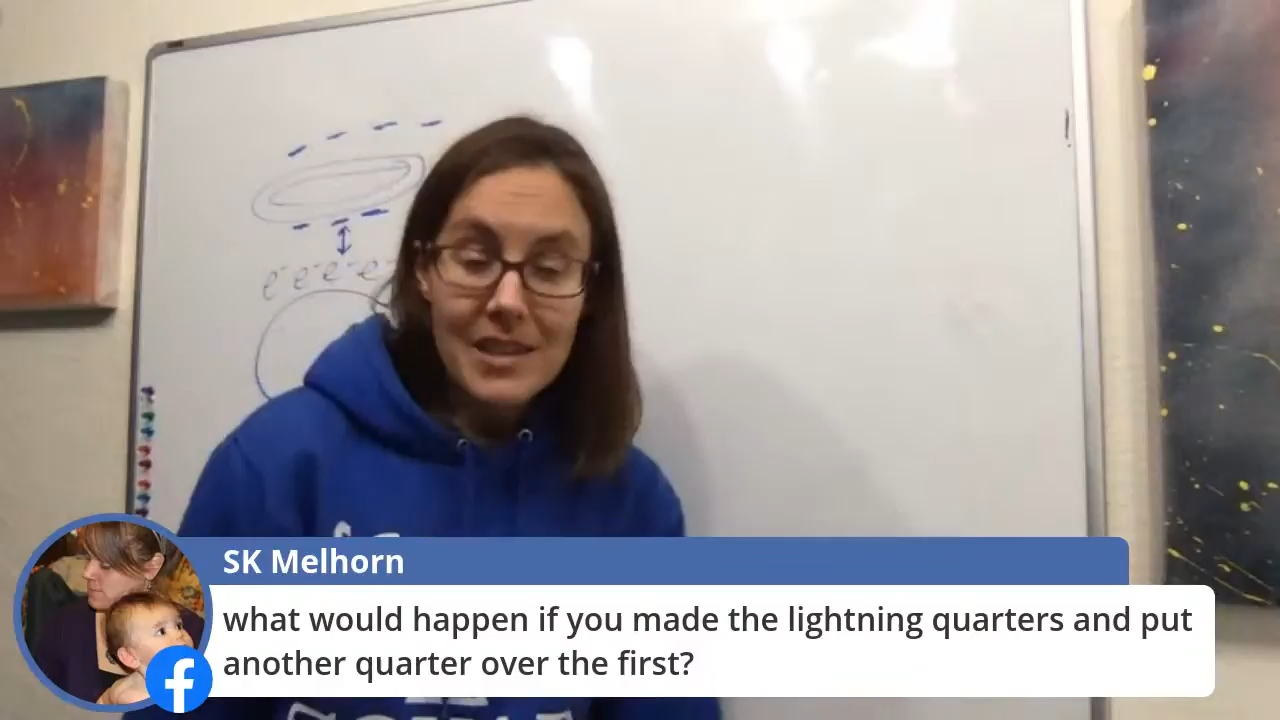 e⁻ e⁻ e⁻ e⁻
SK Melhorn
what would happen if you made the lightning quarters and put
another quarter over the first?